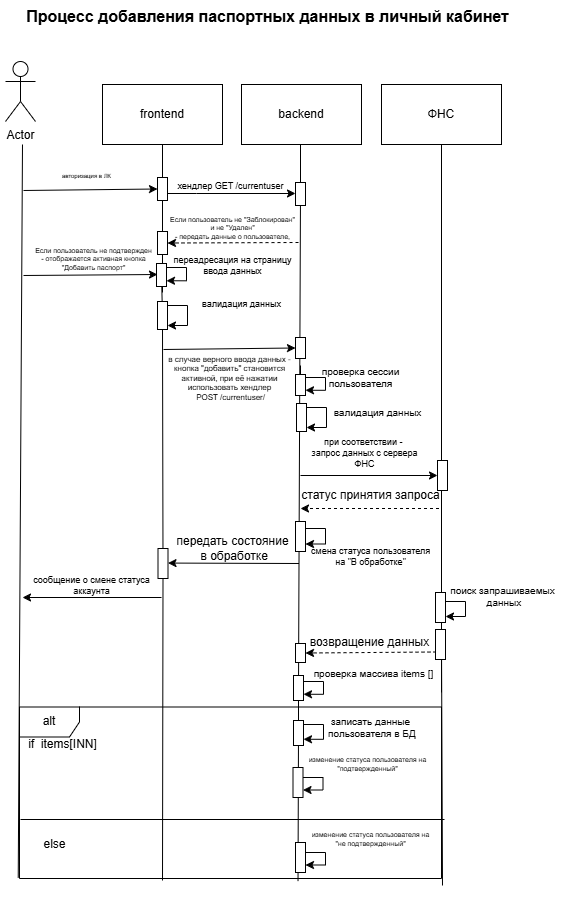 Процесс добавления паспортных данных в личный кабинет
Actor
frontend
backend
ФНС
авторизация в ЛК
хендлер GET /currentuser
Если пользователь не "Заблокирован"
и не "Удален"
- передать данные о пользователе,
Если пользователь не подтвержден
- отображается активная кнопка
"Добавить паспорт"
переадресация на страницу
ввода данных
валидация данных
в случае верного ввода данных -
кнопка "добавить" становится
активной, при её нажатии
использовать хендлер
POST /currentuser/
проверка сессии
пользователя
валидация данных
при соответствии -
запрос данных с сервера
ФНС
статус принятия запроса
передать состояние
в обработке
смена статуса пользователя
на "В обработке"
сообщение о смене статуса
аккаунта
поиск запрашиваемых
данных
возвращение данных
проверка массива items []
alt
if items[INN]
записать данные
пользователя в БД
изменение статуса пользователя на
"подтвержденный"
else
изменение статуса пользователя на
"не подтвержденный"